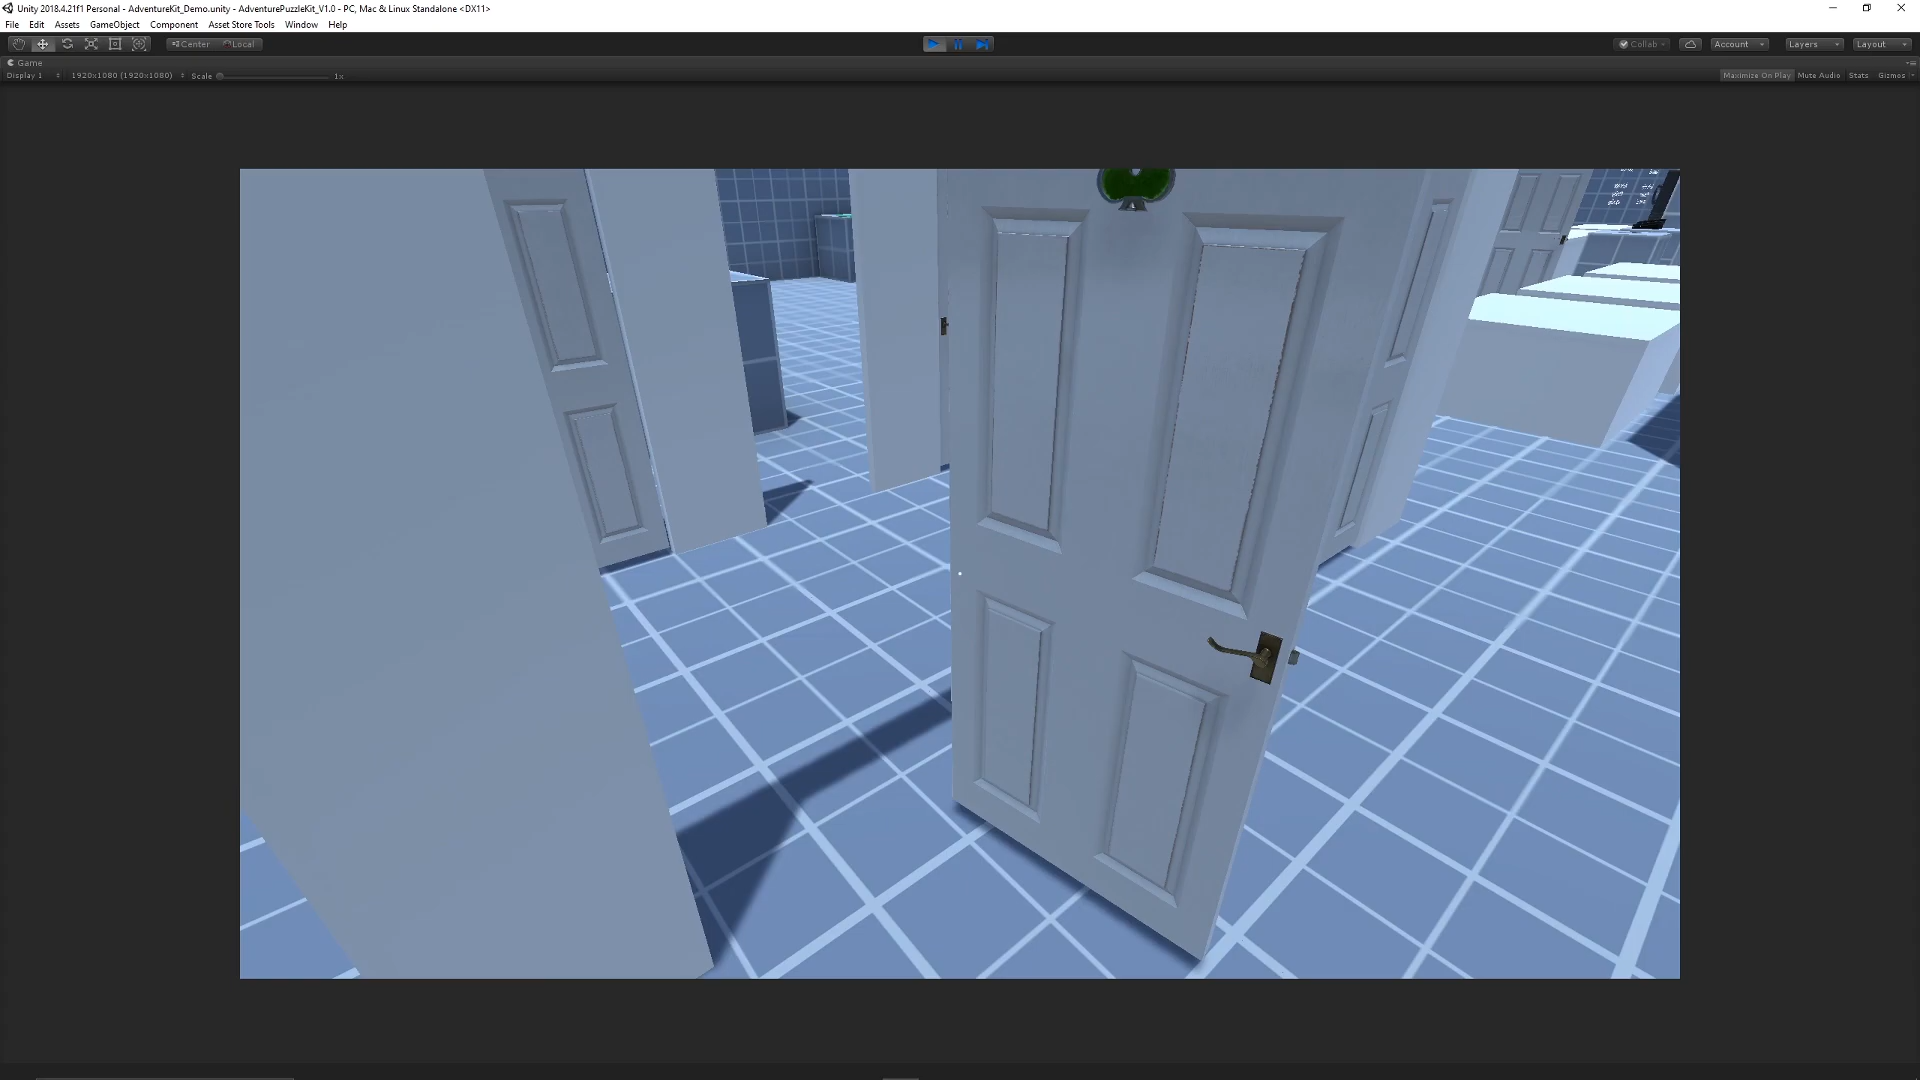 Unity 2018.4.21f1 Personal - AdventureKit_Demo.unity - AdventurePuzzleKit_V1.0 - PC, Mac & Linux Standalone <DX11>
File Edit Assets GameObject Component Asset Store Tools Window Help
Center Local Collab Account Layers Layout
Game
Display 1 1920x1080 (1920x1080) Scale 1x Maximize On Play Mute Audio Stats Gizmos